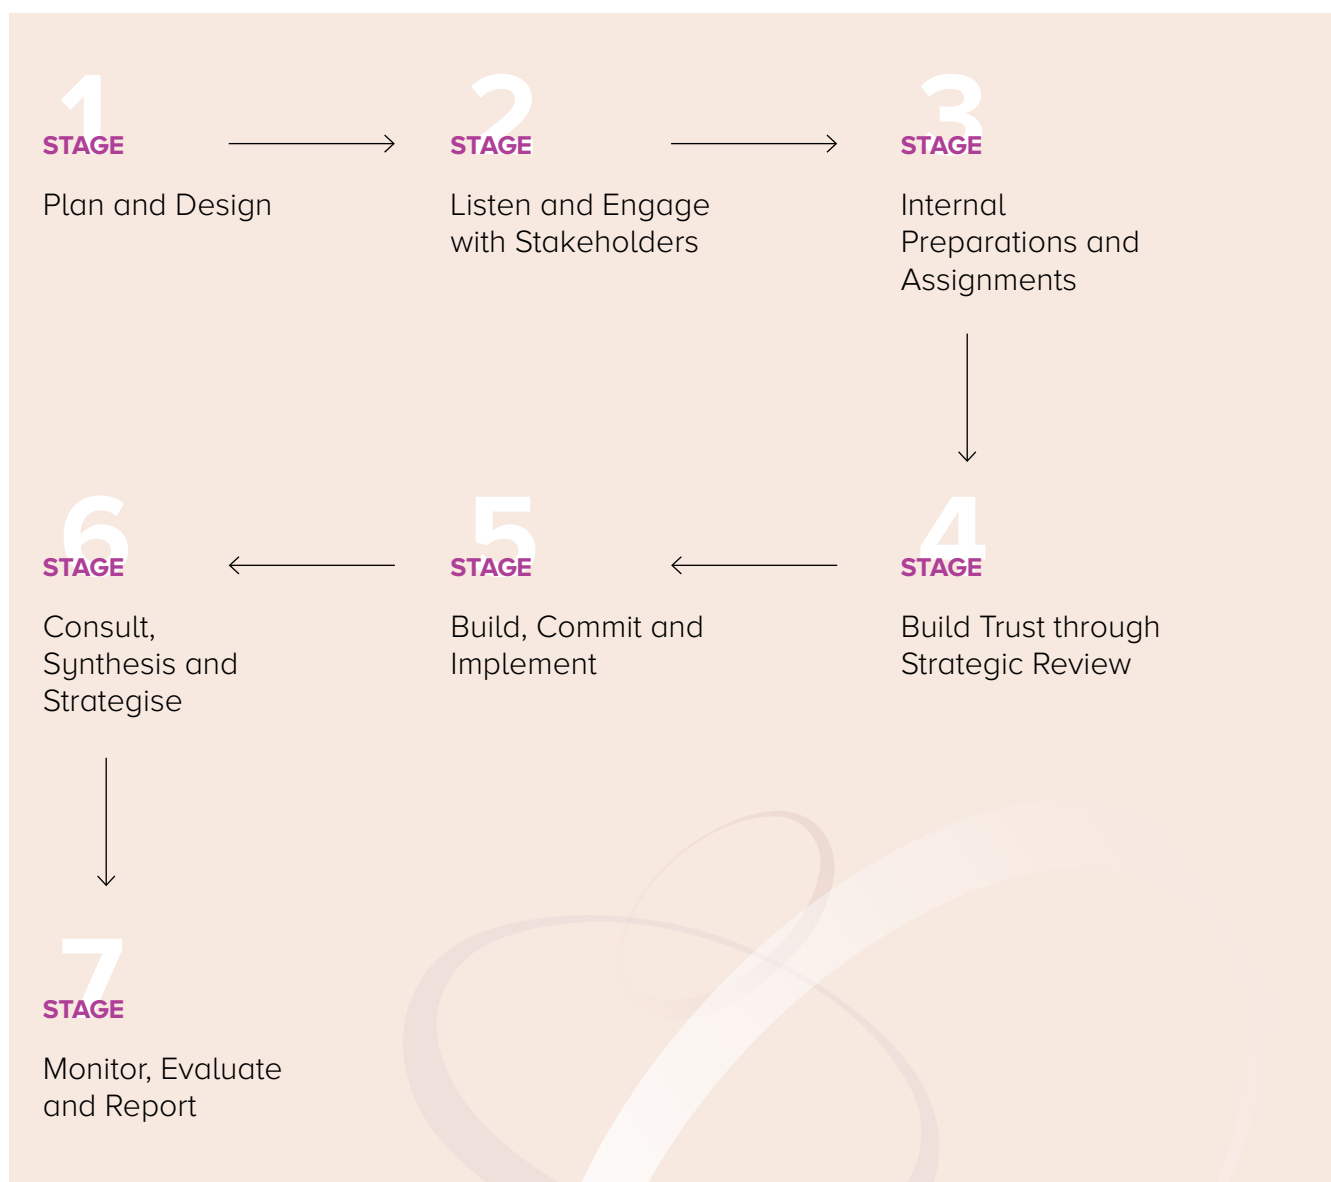 1
STAGE
Plan and Design
2
STAGE
Listen and Engage
with Stakeholders
3
STAGE
Internal
Preparations and
Assignments
4
STAGE
Build Trust through
Strategic Review
5
STAGE
Build, Commit and
Implement
6
STAGE
Consult,
Synthesis and
Strategise
7
STAGE
Monitor, Evaluate
and Report